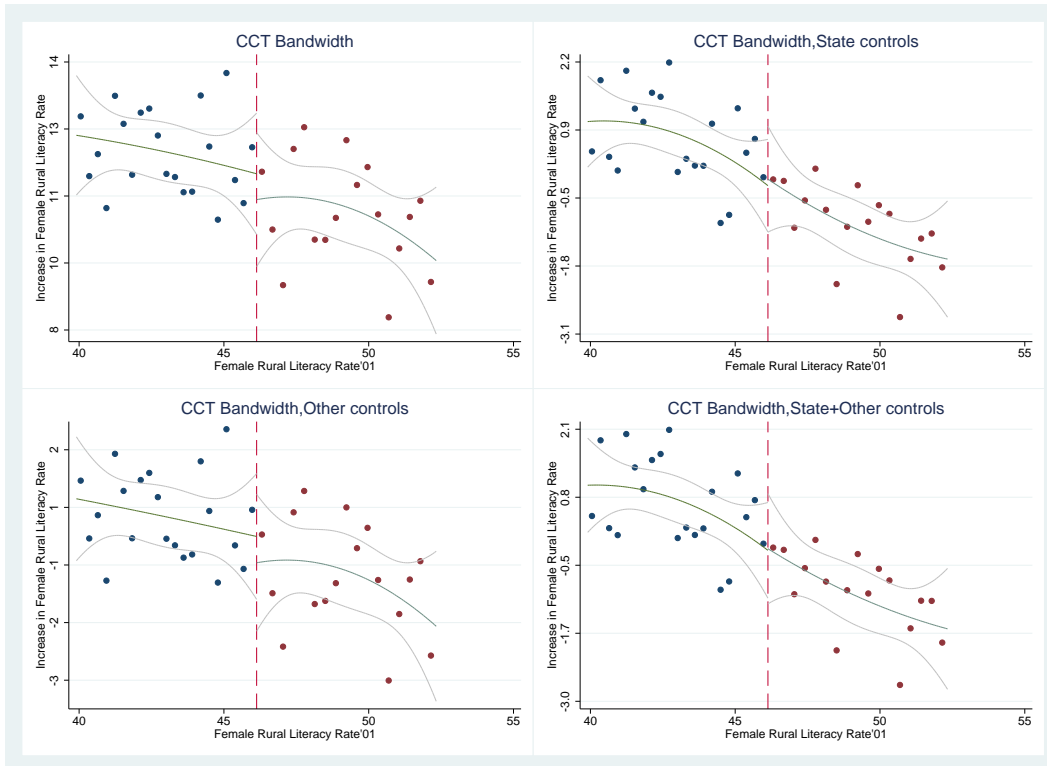 CCT Bandwidth
Increase in Female Rural Literacy Rate
14
13
11
10
8
40 45 50 55
Female Rural Literacy Rate'01
CCT Bandwidth,State controls
Increase in Female Rural Literacy Rate
2.2
0.9
-0.5
-1.8
-3.1
40 45 50 55
Female Rural Literacy Rate'01
CCT Bandwidth,Other controls
Increase in Female Rural Literacy Rate
2
1
-1
-2
-3
40 45 50 55
Female Rural Literacy Rate'01
CCT Bandwidth,State+Other controls
Increase in Female Rural Literacy Rate
2.1
0.8
-0.5
-1.7
-3.0
40 45 50 55
Female Rural Literacy Rate'01